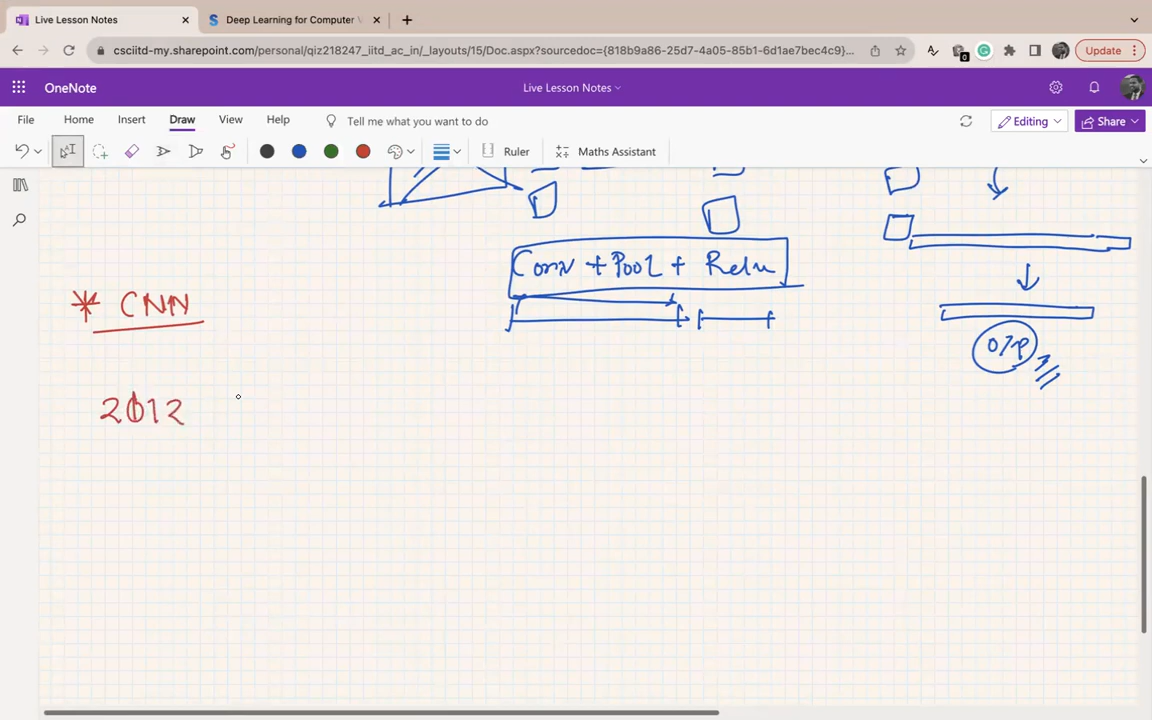 Live Lesson Notes
Deep Learning for Computer V
csciitd-my.sharepoint.com/personal/qiz218247_iitd_ac_in/_layouts/15/Doc.aspx?sourcedoc={818b9a86-25d7-4a05-85b1-6d1ae7bec4c9}...
0
Update
OneNote
Live Lesson Notes
File Home Insert Draw View Help Tell me what you want to do
Editing
Share
Ruler
Maths Assistant
Conv + Pool + Relu
* CNN
O/P
2012